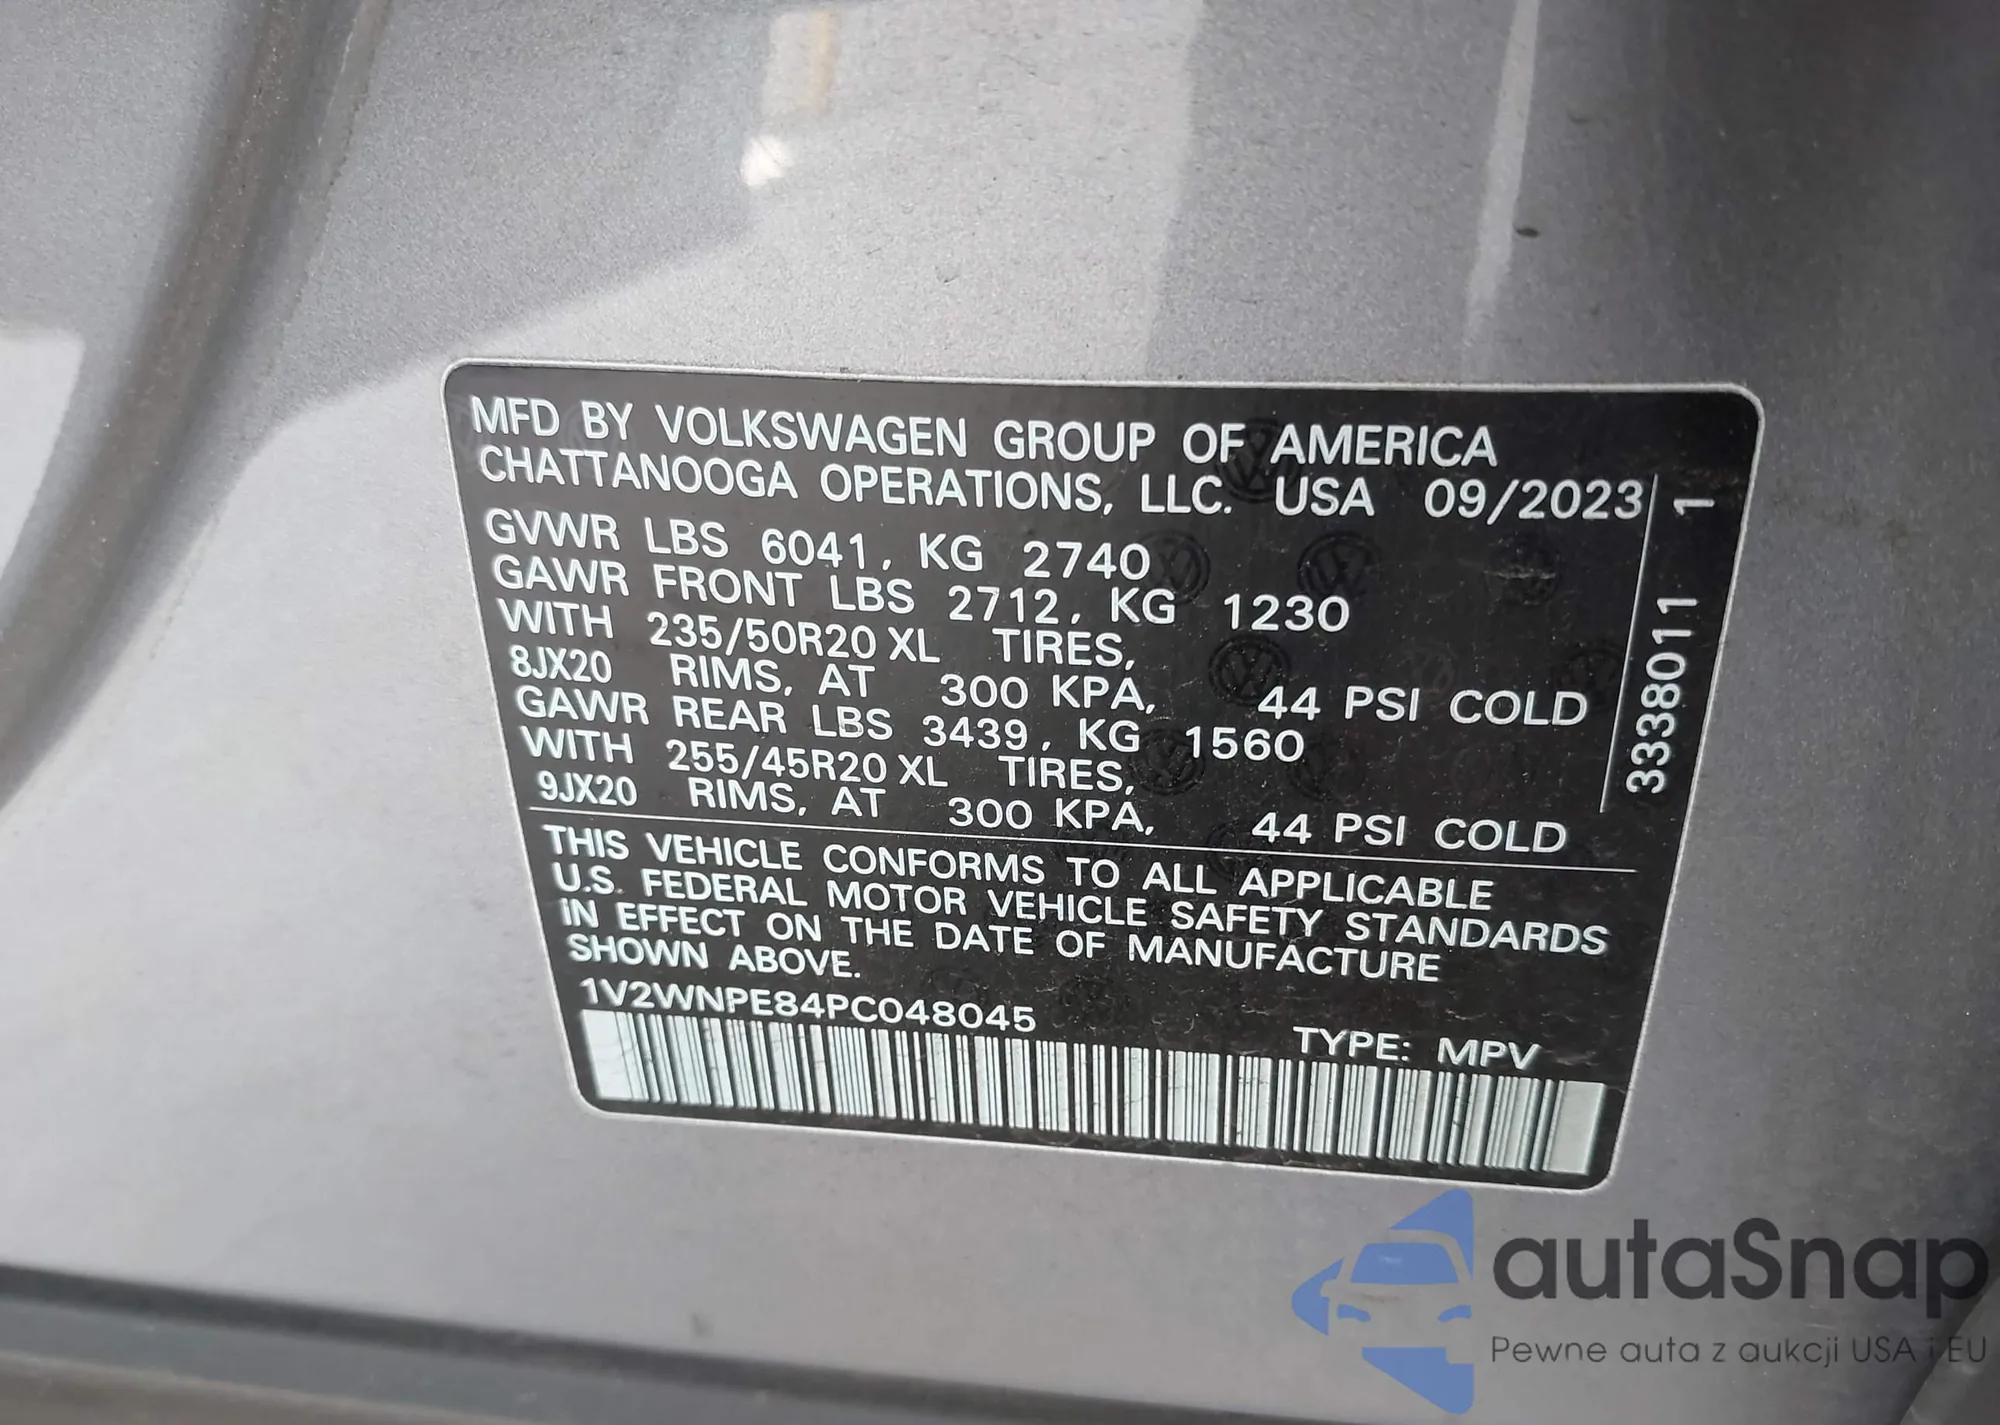 MFD BY VOLKSWAGEN GROUP OF AMERICA
CHATTANOOGA OPERATIONS, LLC. USA 09/2023
GVWR LBS 6041, KG 2740
GAWR FRONT LBS 2712, KG 1230
WITH 235/50R20 XL TIRES,
8JX20 RIMS, AT 300 KPA, 44 PSI COLD
GAWR REAR LBS 3439, KG 1560
WITH 255/45R20 XL TIRES,
9JX20 RIMS, AT 300 KPA, 44 PSI COLD
3338011 1
THIS VEHICLE CONFORMS TO ALL APPLICABLE
U.S. FEDERAL MOTOR VEHICLE SAFETY STANDARDS
IN EFFECT ON THE DATE OF MANUFACTURE
SHOWN ABOVE.
1V2WNPE84PC048045
TYPE: MPV
autaSnap
Pewne auta z aukcji USA i EU